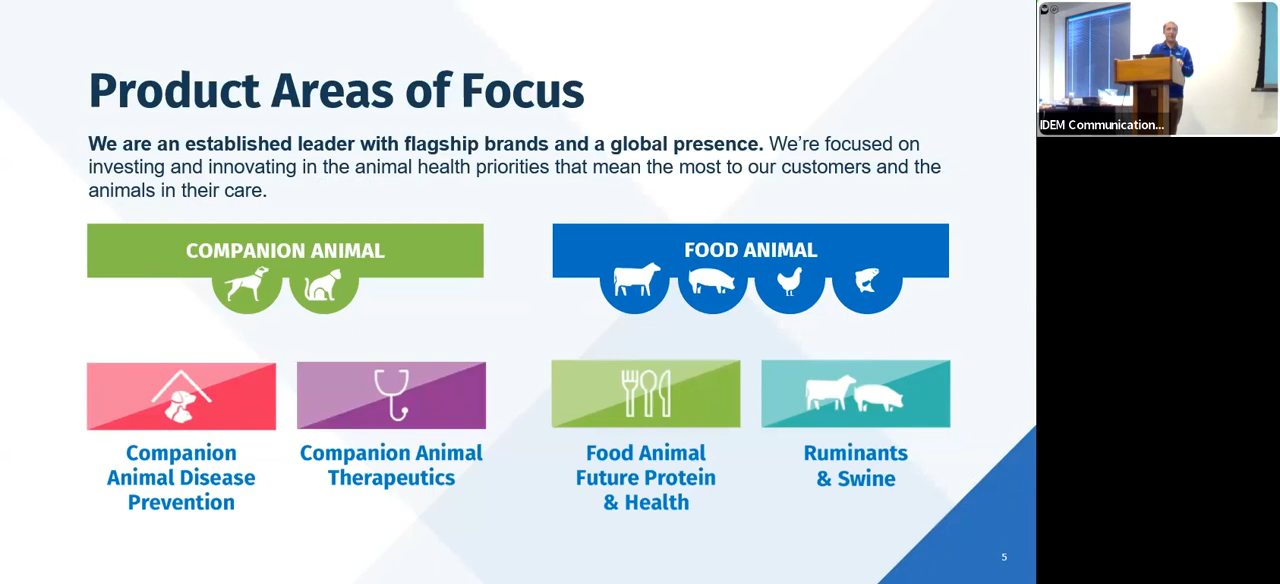 Product Areas of Focus
We are an established leader with flagship brands and a global presence. We’re focused on
investing and innovating in the animal health priorities that mean the most to our customers and the
animals in their care.
COMPANION ANIMAL
FOOD ANIMAL
Companion
Animal Disease
Prevention
Companion Animal
Therapeutics
Food Animal
Future Protein
& Health
Ruminants
& Swine
5
IDEM Communication...